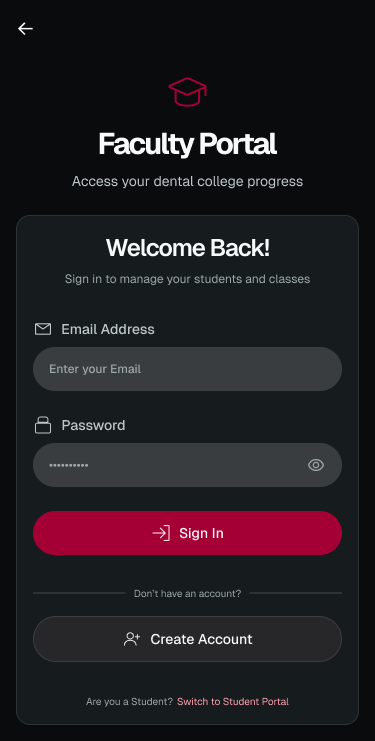 Faculty Portal
Access your dental college progress
Welcome Back!
Sign in to manage your students and classes
Email Address
Enter your Email
Password
••••••••••
Sign In
Don't have an account?
Create Account
Are you a Student? Switch to Student Portal